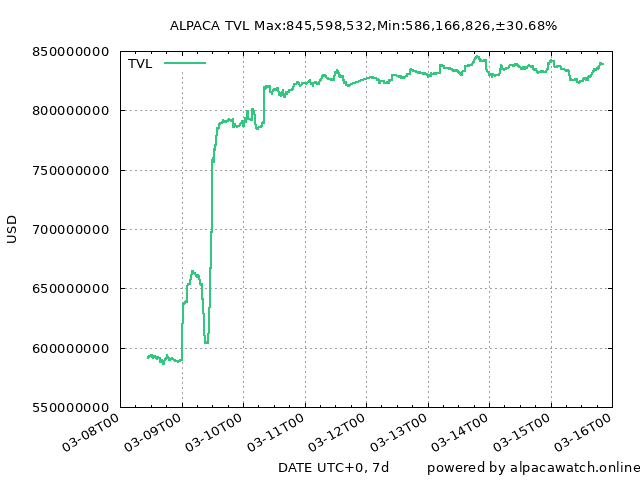 ALPACA TVL Max:845,598,532,Min:586,166,826,±30.68%
850000000
TVL
800000000
750000000
700000000
USD
650000000
600000000
550000000
03-08T00
03-09T00
03-10T00
03-11T00
03-12T00
03-13T00
03-14T00
03-15T00
03-16T00
DATE UTC+0, 7d
powered by alpacawatch.online